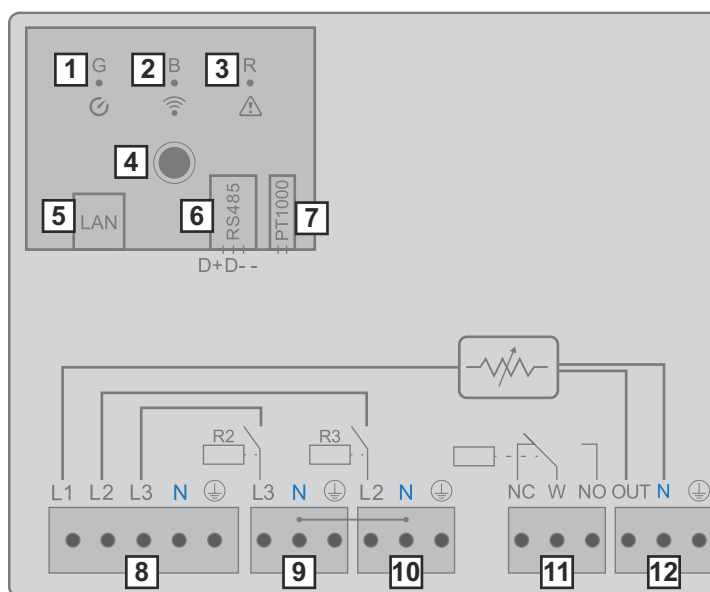 1 G 2 B 3 R
4
5 LAN 6 RS485 PT1000 7
D+D- -
R2 R3
L1 L2 L3 N L3 N L2 N NC W NO OUT N
8 9 10 11 12